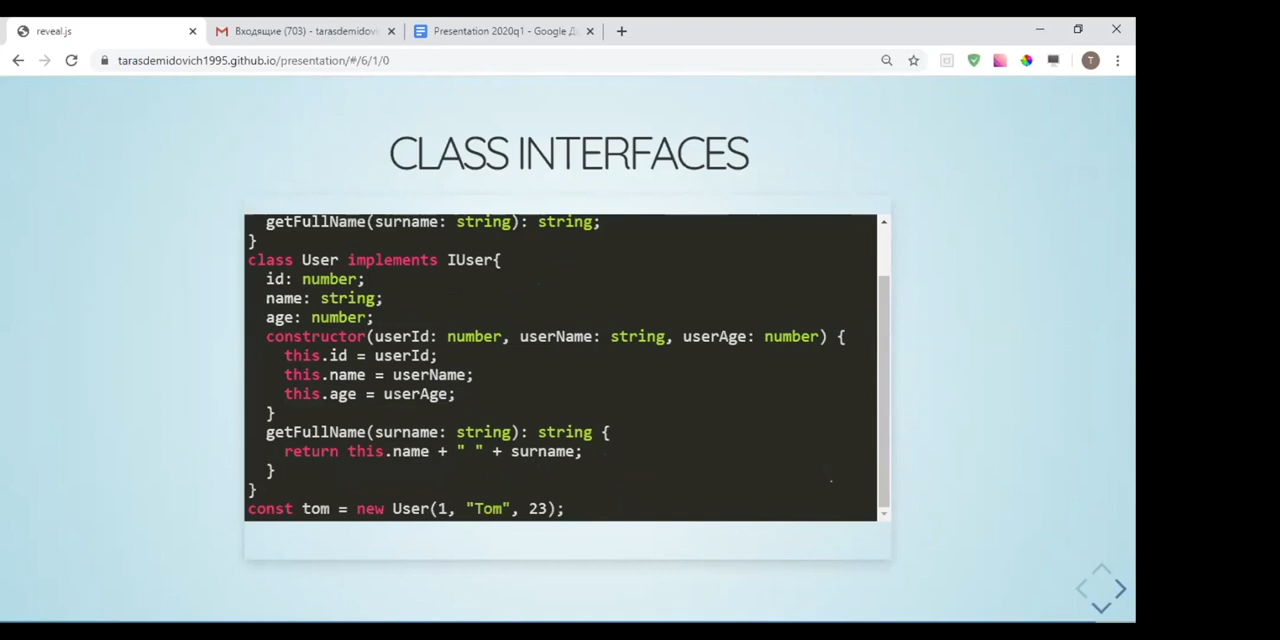 reveal.js
Входящие (703) - tarasdemidovi
Presentation 2020q1 - Google Д
tarasdemidovich1995.github.io/presentation/#/6/1/0
T
CLASS INTERFACES
getFullName(surname: string): string;
}
class User implements IUser{
id: number;
name: string;
age: number;
constructor(userId: number, userName: string, userAge: number) {
this.id = userId;
this.name = userName;
this.age = userAge;
}
getFullName(surname: string): string {
return this.name + " " + surname;
}
}
const tom = new User(1, "Tom", 23);